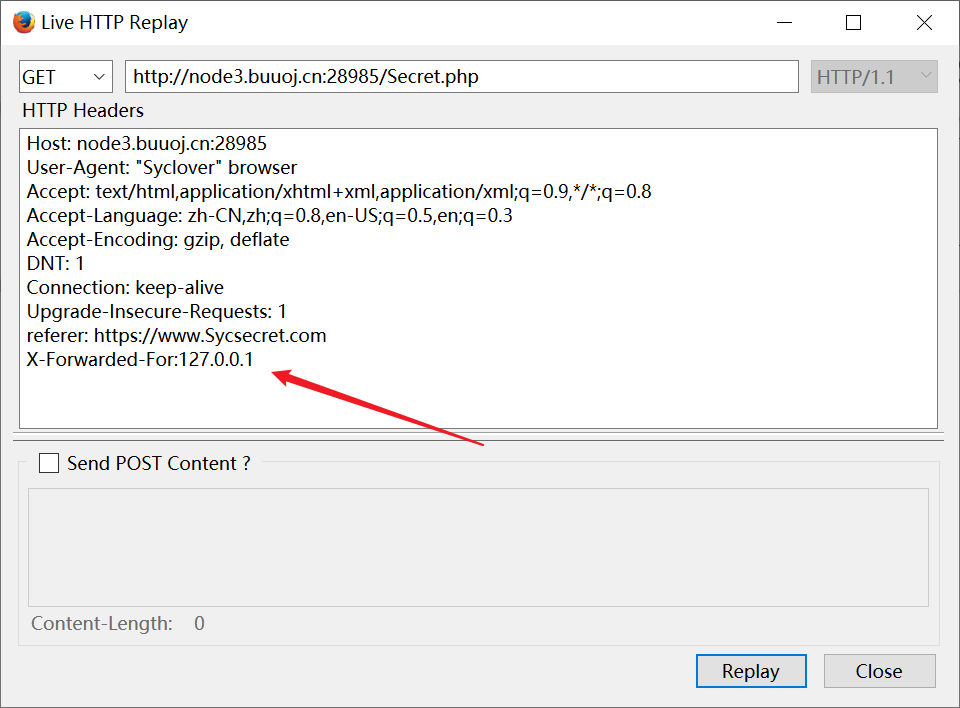 Live HTTP Replay
GET http://node3.buuoj.cn:28985/Secret.php HTTP/1.1
HTTP Headers
Host: node3.buuoj.cn:28985
User-Agent: "Syclover" browser
Accept: text/html,application/xhtml+xml,application/xml;q=0.9,*/*;q=0.8
Accept-Language: zh-CN,zh;q=0.8,en-US;q=0.5,en;q=0.3
Accept-Encoding: gzip, deflate
DNT: 1
Connection: keep-alive
Upgrade-Insecure-Requests: 1
referer: https://www.Sycsecret.com
X-Forwarded-For:127.0.0.1
Send POST Content ?
Content-Length: 0
Replay Close